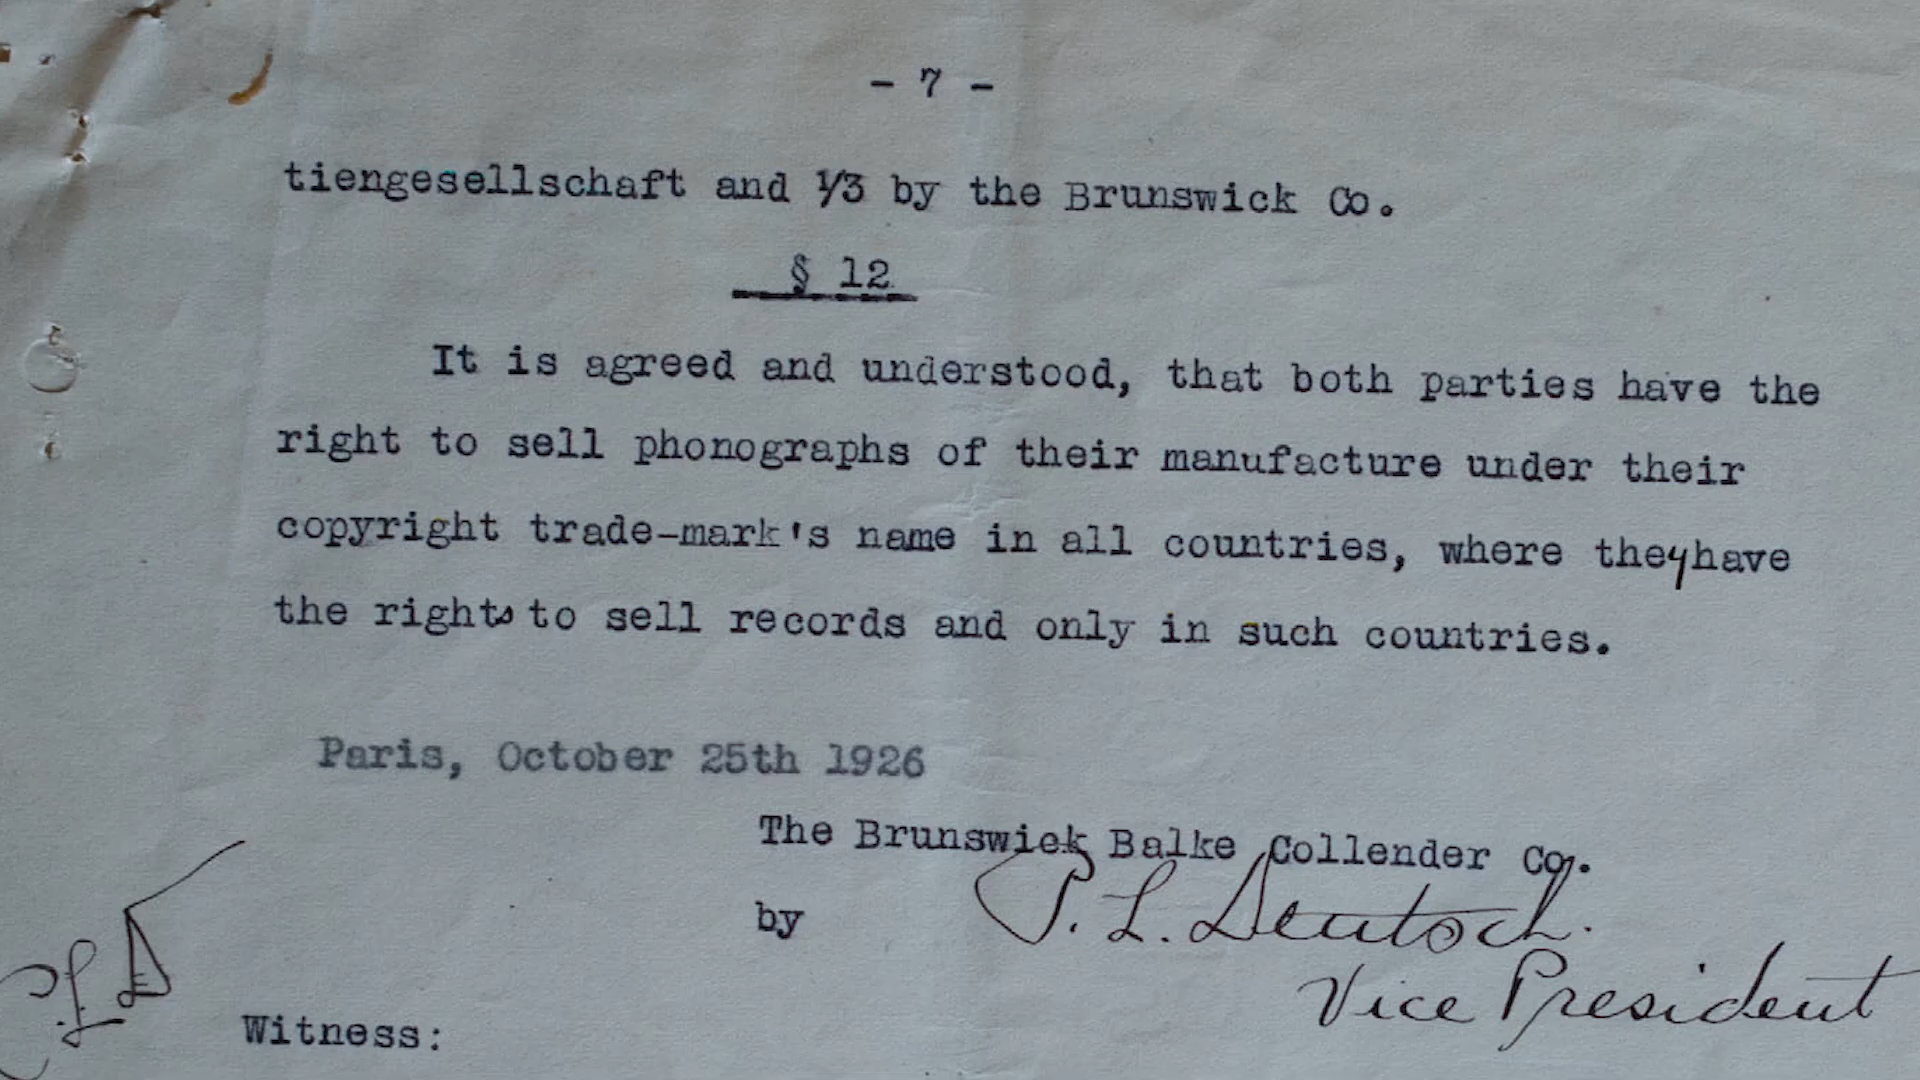 - 7 -
tiengesellschaft and 1/3 by the Brunswick Co.
§ 12
It is agreed and understood, that both parties have the
right to sell phonographs of their manufacture under their
copyright trade-mark's name in all countries, where theyhave
the rights to sell records and only in such countries.
Paris, October 25th 1926
The Brunswick Balke Collender Co.
by P. L. Deutsch.
Vice President
Witness: